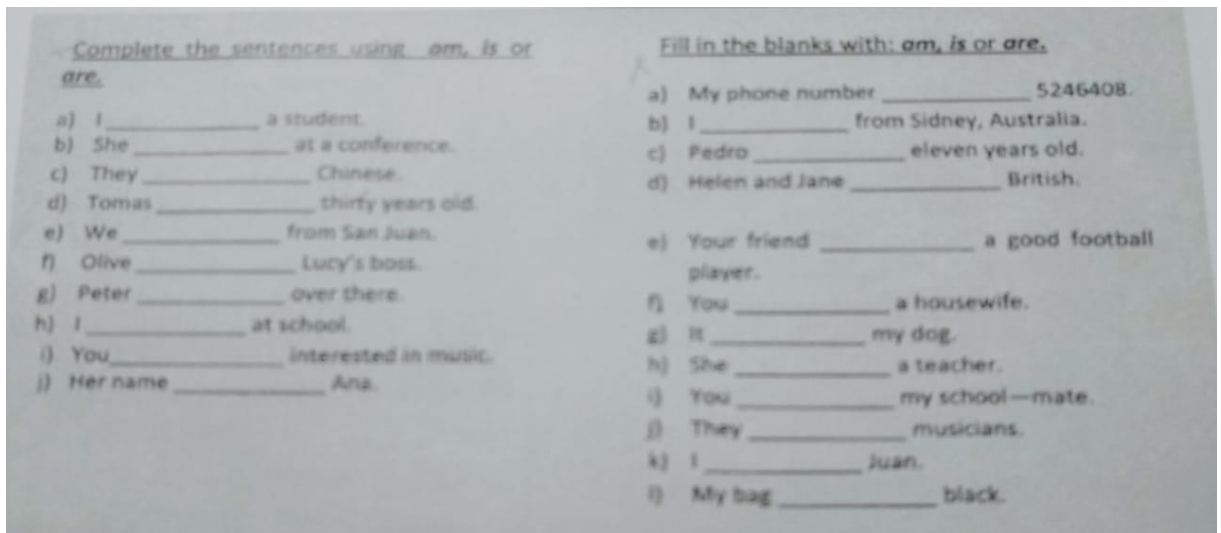 Complete the sentences using am, is or
are.
a) I ____________ a student.
b) She ____________ at a conference.
c) They ____________ Chinese.
d) Tomas ____________ thirty years old.
e) We ____________ from San Juan.
f) Olive ____________ Lucy's boss.
g) Peter ____________ over there.
h) I ____________ at school.
i) You ____________ interested in music.
j) Her name ____________ Ana.
Fill in the blanks with: am, is or are.
a) My phone number ____________ 5246408.
b) I ____________ from Sidney, Australia.
c) Pedro ____________ eleven years old.
d) Helen and Jane ____________ British.
e) Your friend ____________ a good football
player.
f) You ____________ a housewife.
g) It ____________ my dog.
h) She ____________ a teacher.
i) You ____________ my school—mate.
j) They ____________ musicians.
k) I ____________ Juan.
l) My bag ____________ black.